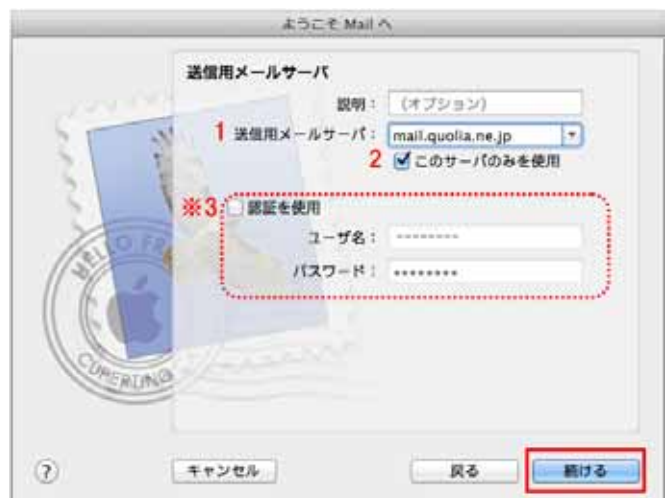 ようこそ Mail へ
送信用メールサーバ
説明： （オプション）
1 送信用メールサーバ： mail.quolia.ne.jp
2 このサーバのみを使用
※3 認証を使用
ユーザ名： --------
パスワード： ••••••••
HELLO FR
CUPERTINO
? キャンセル 戻る 続ける